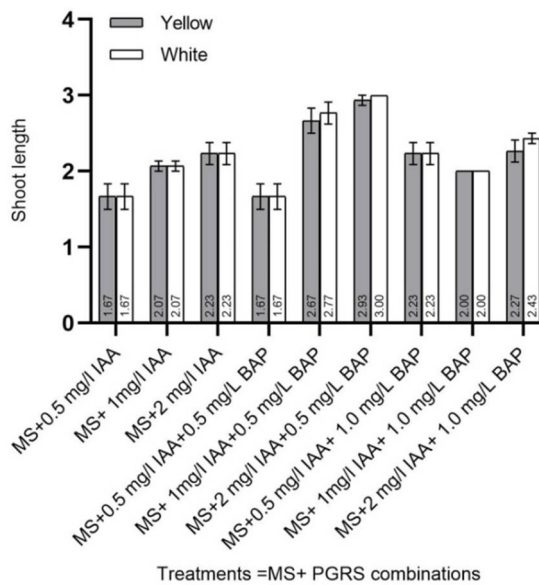 4
3
2
1
0
Shoot length
Yellow
White
1.67
1.67
2.07
2.07
2.23
2.23
1.67
1.67
2.67
2.77
2.93
3.00
2.23
2.23
2.00
2.00
2.27
2.43
MS+0.5 mg/l IAA
MS+ 1mg/l IAA
MS+2 mg/l IAA
MS+0.5 mg/l IAA+0.5 mg/L BAP
MS+ 1mg/l IAA+0.5 mg/L BAP
MS+2 mg/l IAA+0.5 mg/L BAP
MS+0.5 mg/l IAA+ 1.0 mg/L BAP
MS+ 1mg/l IAA+ 1.0 mg/L BAP
MS+2 mg/l IAA+ 1.0 mg/L BAP
Treatments =MS+ PGRS combinations